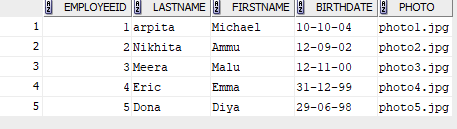 EMPLOYEEID LASTNAME FIRSTNAME BIRTHDATE PHOTO
1 1 arpita Michael 10-10-04 photo1.jpg
2 2 Nikhita Ammu 12-09-02 photo2.jpg
3 3 Meera Malu 12-11-00 photo3.jpg
4 4 Eric Emma 31-12-99 photo4.jpg
5 5 Dona Diya 29-06-98 photo5.jpg